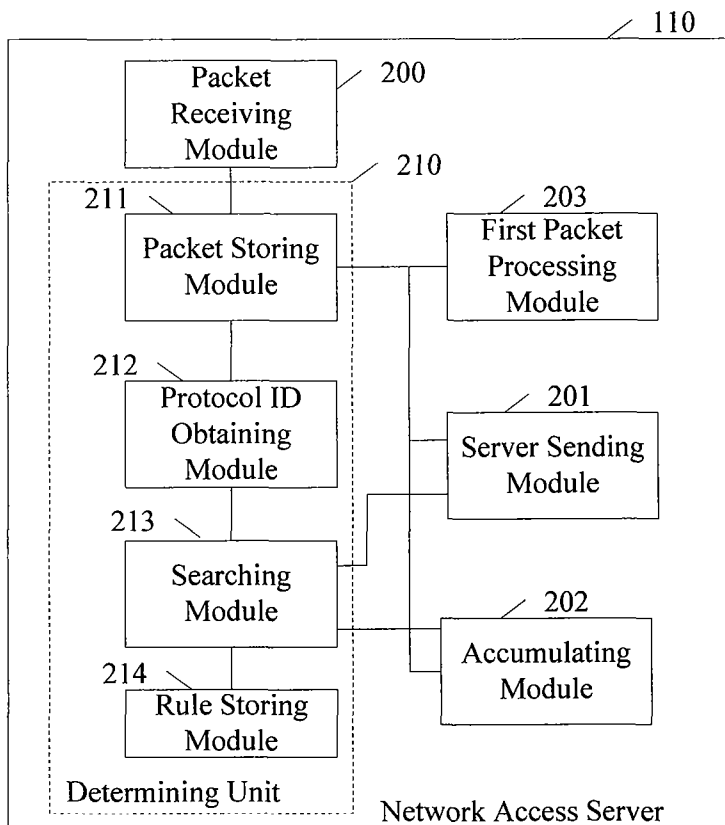 110
Packet
Receiving
Module
200
210
211
Packet Storing
Module
203
First Packet
Processing
Module
212
Protocol ID
Obtaining
Module
201
Server Sending
Module
213
Searching
Module
202
Accumulating
Module
214
Rule Storing
Module
Determining Unit
Network Access Server